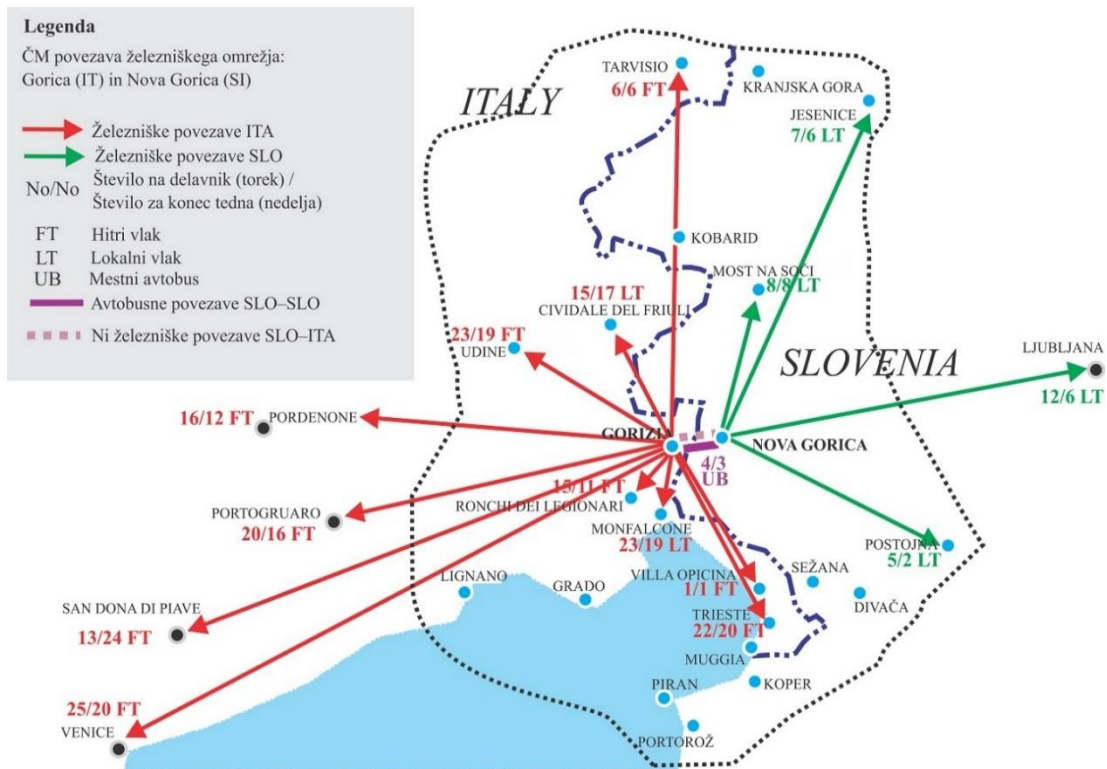 Legenda
ČM povezava železniškega omrežja:
Gorica (IT) in Nova Gorica (SI)
Železniške povezave ITA
Železniške povezave SLO
No/No
Število na delavnik (torek) /
Število za konec tedna (nedelja)
FT Hitri vlak
LT Lokalni vlak
UB Mestni avtobus
Avtobusne povezave SLO–SLO
Ni železniške povezave SLO–ITA
ITALY
TARVISIO
6/6 FT
KRANJSKA GORA
JESENICE
7/6 LT
KOBARID
MOST NA SOČI
8/8 LT
15/17 LT
CIVIDALE DEL FRIULI
23/19 FT
UDINE
SLOVENIA
LJUBLJANA
12/6 LT
16/12 FT
PORDENONE
GORIZIA
NOVA GORICA
4/3
UB
15/11 FT
RONCHI DEI LEGIONARI
PORTOGRUARO
20/16 FT
MONFALCONE
23/19 LT
POSTOJNA
5/2 LT
VILLA OPICINA
1/1 FT
SEŽANA
DIVAČA
LIGNANO
GRADO
SAN DONA DI PIAVE
13/24 FT
TRIESTE
22/20 FT
MUGGIA
KOPER
PIRAN
PORTOROŽ
25/20 FT
VENICE